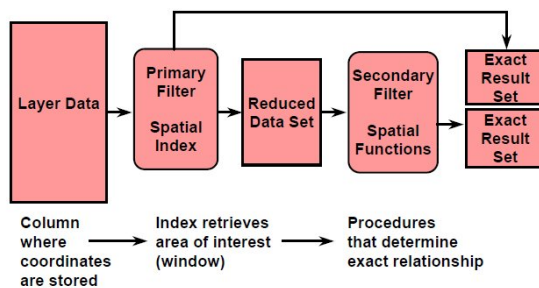 Layer Data
Primary
Filter
Spatial
Index
Reduced
Data Set
Secondary
Filter
Spatial
Functions
Exact
Result
Set
Exact
Result
Set
Column
where
coordinates
are stored
Index retrieves
area of interest
(window)
Procedures
that determine
exact relationship